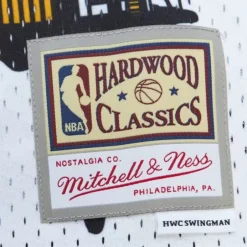 HARDWOOD
NBA
CLASSICS
NOSTALGIA CO.
Mitchell & Ness
PHILADELPHIA, PA.
HWC SWINGMAN